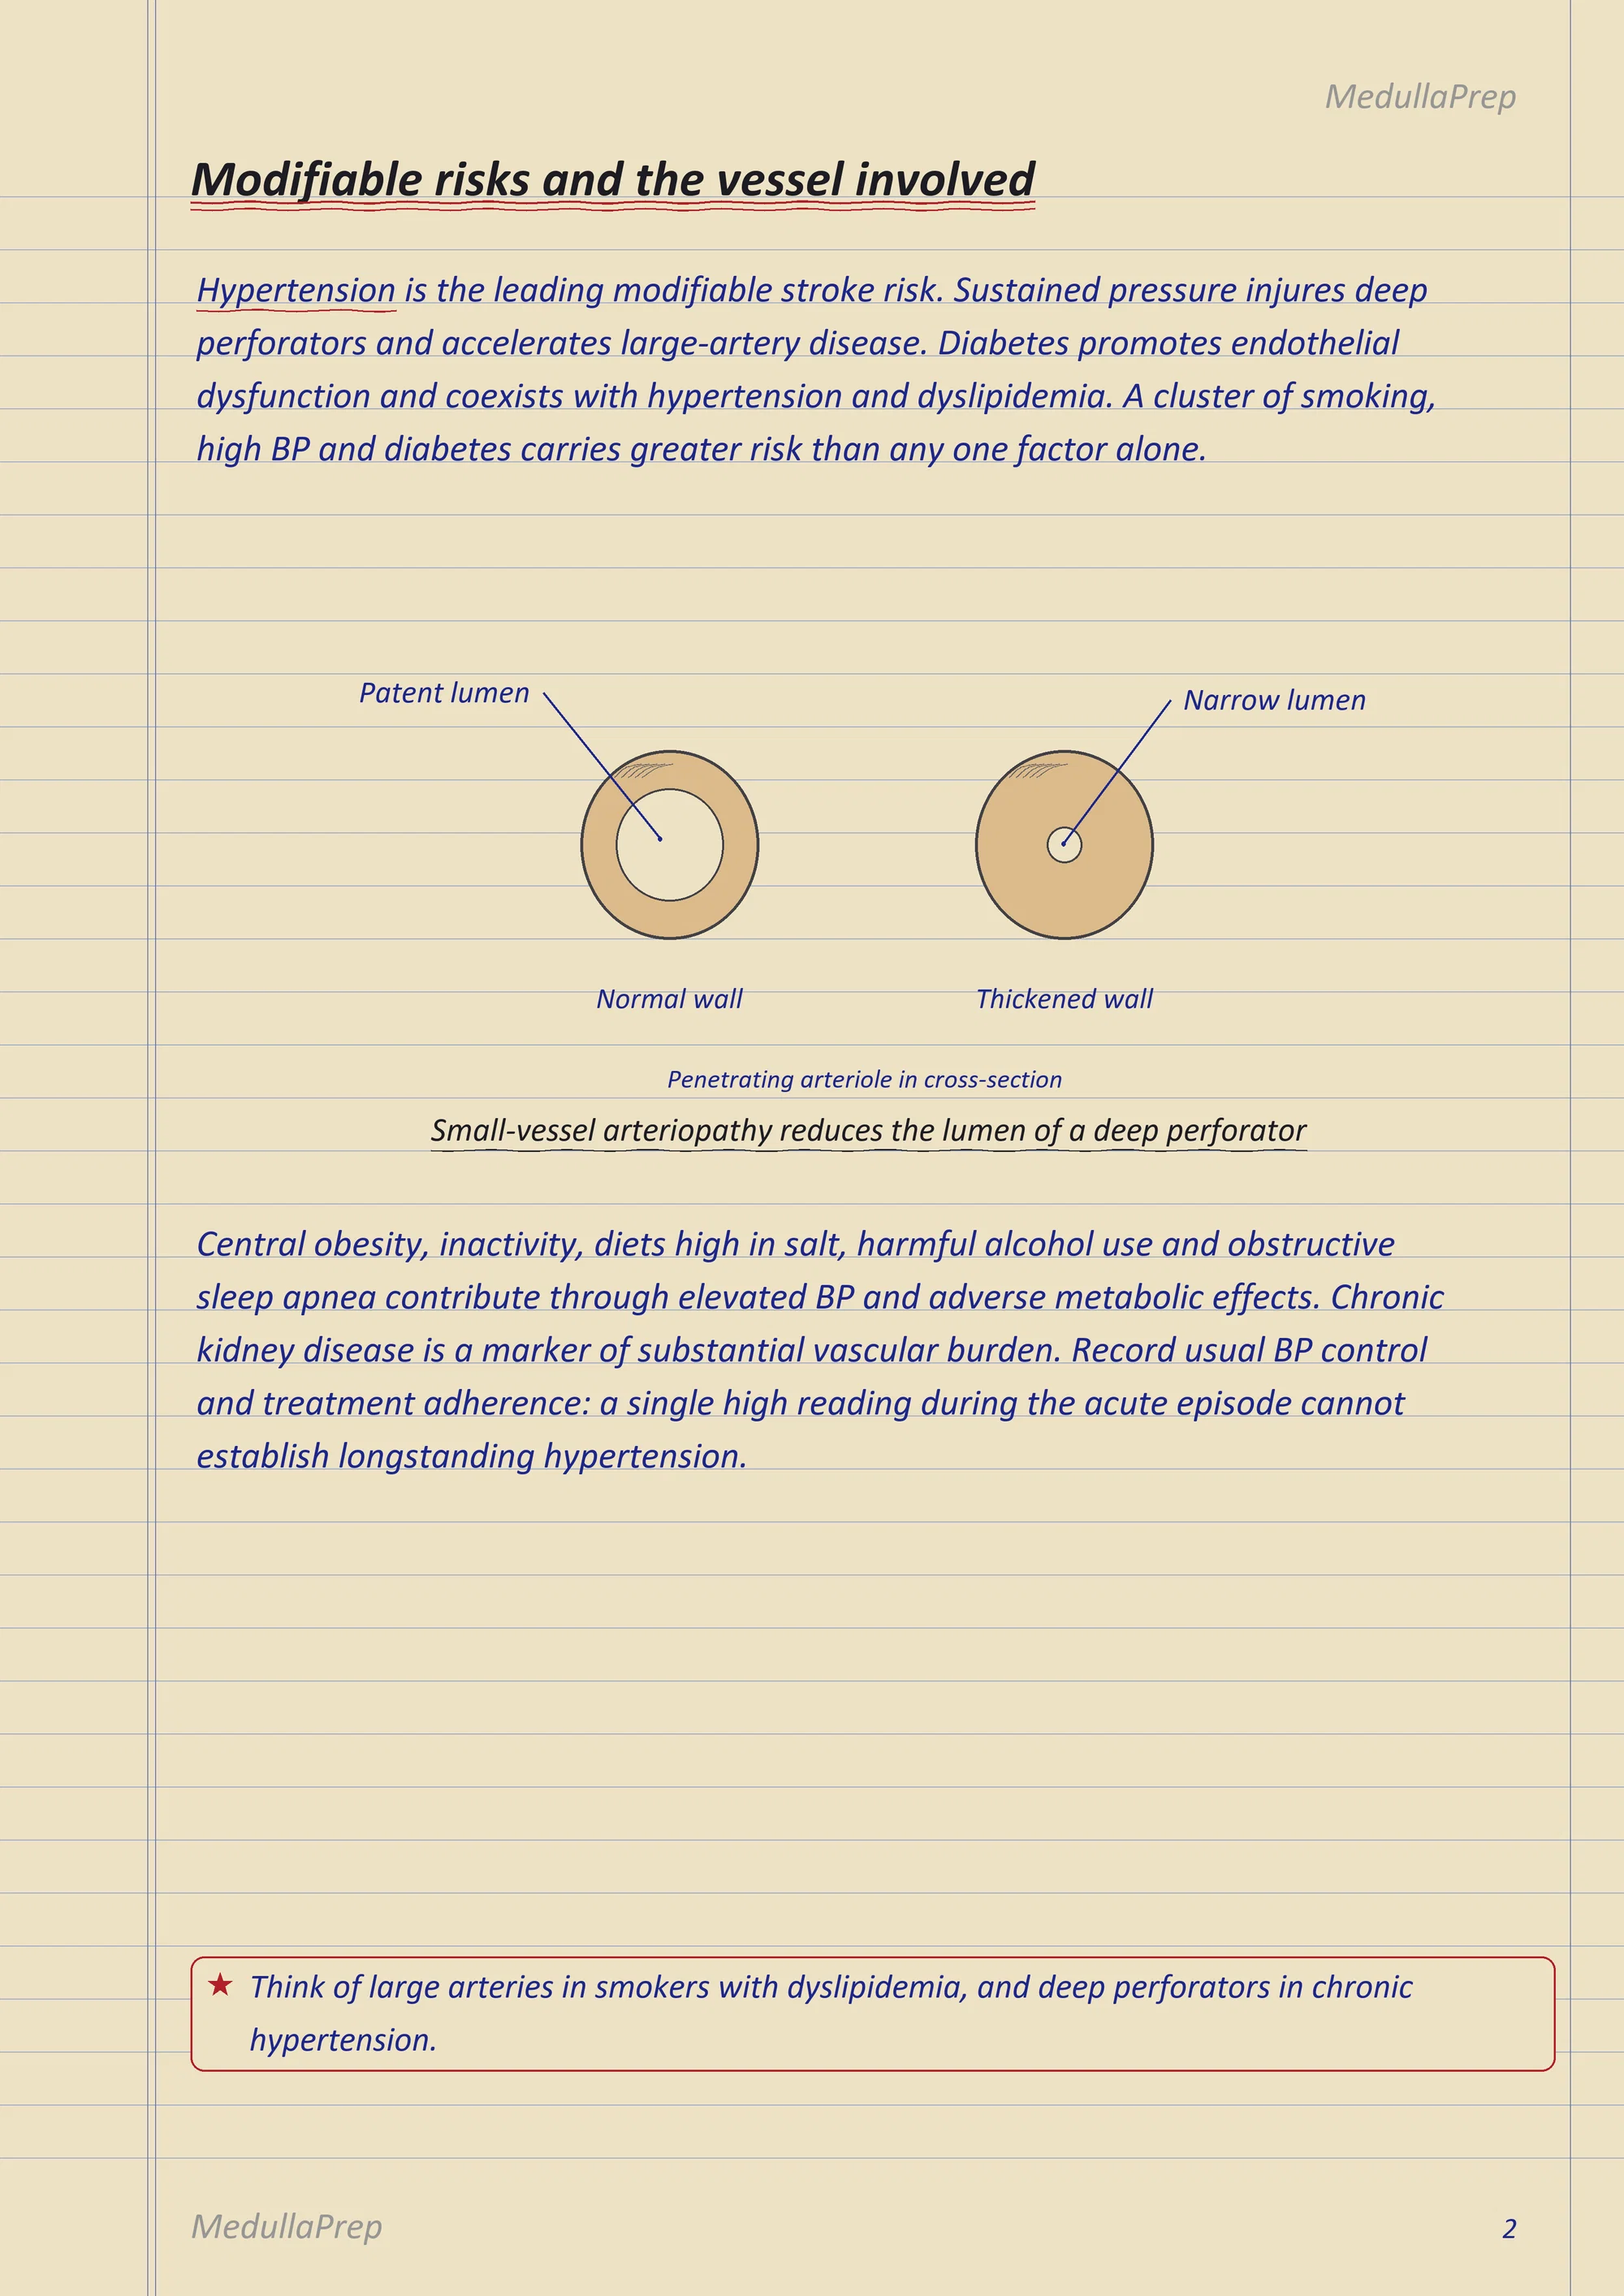 MedullaPrep
Modifiable risks and the vessel involved
Hypertension is the leading modifiable stroke risk. Sustained pressure injures deep
perforators and accelerates large-artery disease. Diabetes promotes endothelial
dysfunction and coexists with hypertension and dyslipidemia. A cluster of smoking,
high BP and diabetes carries greater risk than any one factor alone.
Patent lumen
Narrow lumen
Normal wall
Thickened wall
Penetrating arteriole in cross-section
Small-vessel arteriopathy reduces the lumen of a deep perforator
Central obesity, inactivity, diets high in salt, harmful alcohol use and obstructive
sleep apnea contribute through elevated BP and adverse metabolic effects. Chronic
kidney disease is a marker of substantial vascular burden. Record usual BP control
and treatment adherence: a single high reading during the acute episode cannot
establish longstanding hypertension.
★ Think of large arteries in smokers with dyslipidemia, and deep perforators in chronic
hypertension.
MedullaPrep
2